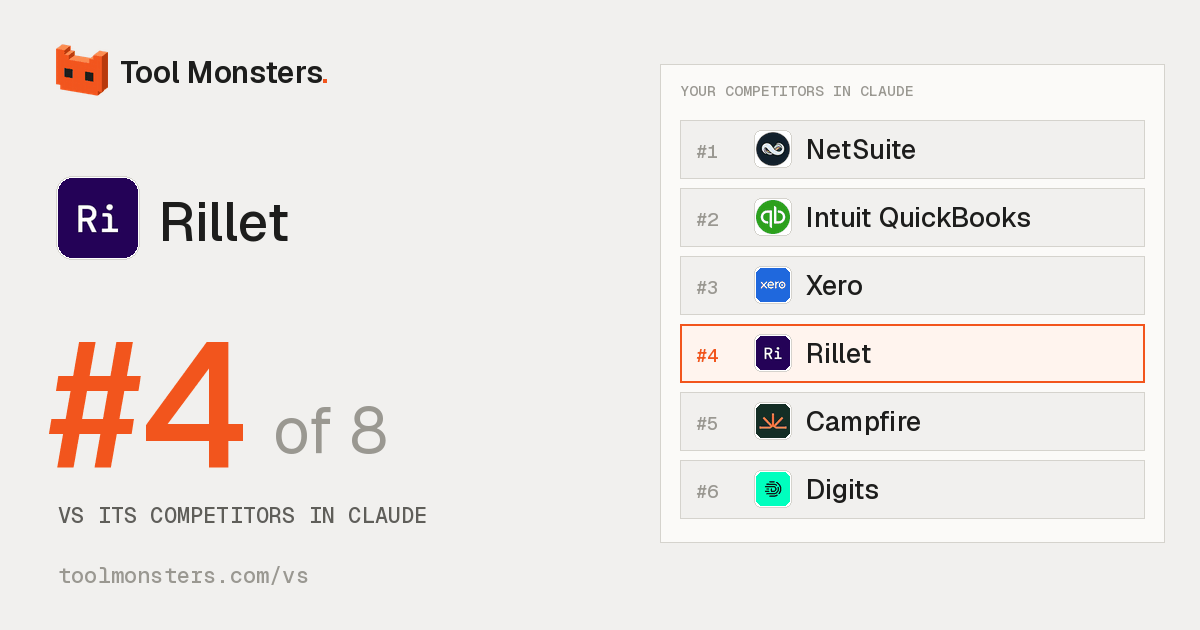 Tool Monsters.
Ri Rillet
#4 of 8
VS ITS COMPETITORS IN CLAUDE
toolmonsters.com/vs
YOUR COMPETITORS IN CLAUDE
#1 NetSuite
#2 qb Intuit QuickBooks
#3 xero Xero
#4 Ri Rillet
#5 Campfire
#6 Digits